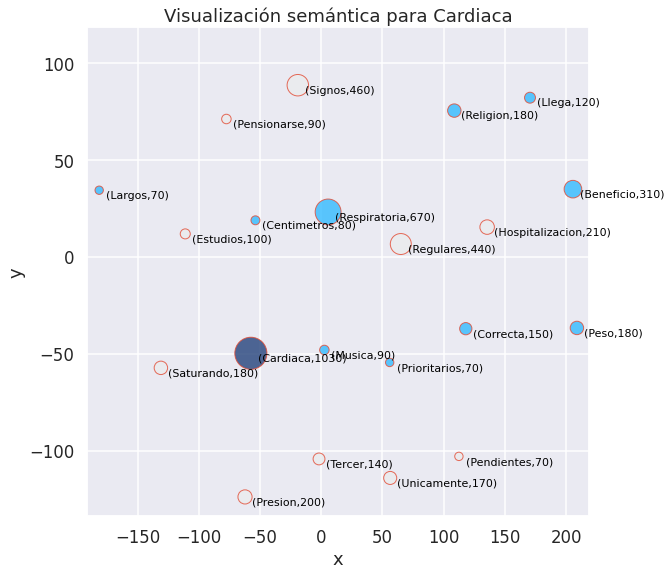 Visualización semántica para Cardiaca
100
50
0
−50
−100
y
(Signos,460)
(Llega,120)
(Religion,180)
(Pensionarse,90)
(Largos,70)
(Beneficio,310)
(Respiratoria,670)
(Centimetros,80)
(Hospitalizacion,210)
(Estudios,100)
(Regulares,440)
(Correcta,150)
(Peso,180)
(Musica,90)
(Cardiaca,1030)
(Prioritarios,70)
(Saturando,180)
(Tercer,140)
(Pendientes,70)
(Unicamente,170)
(Presion,200)
−150 −100 −50 0 50 100 150 200
x